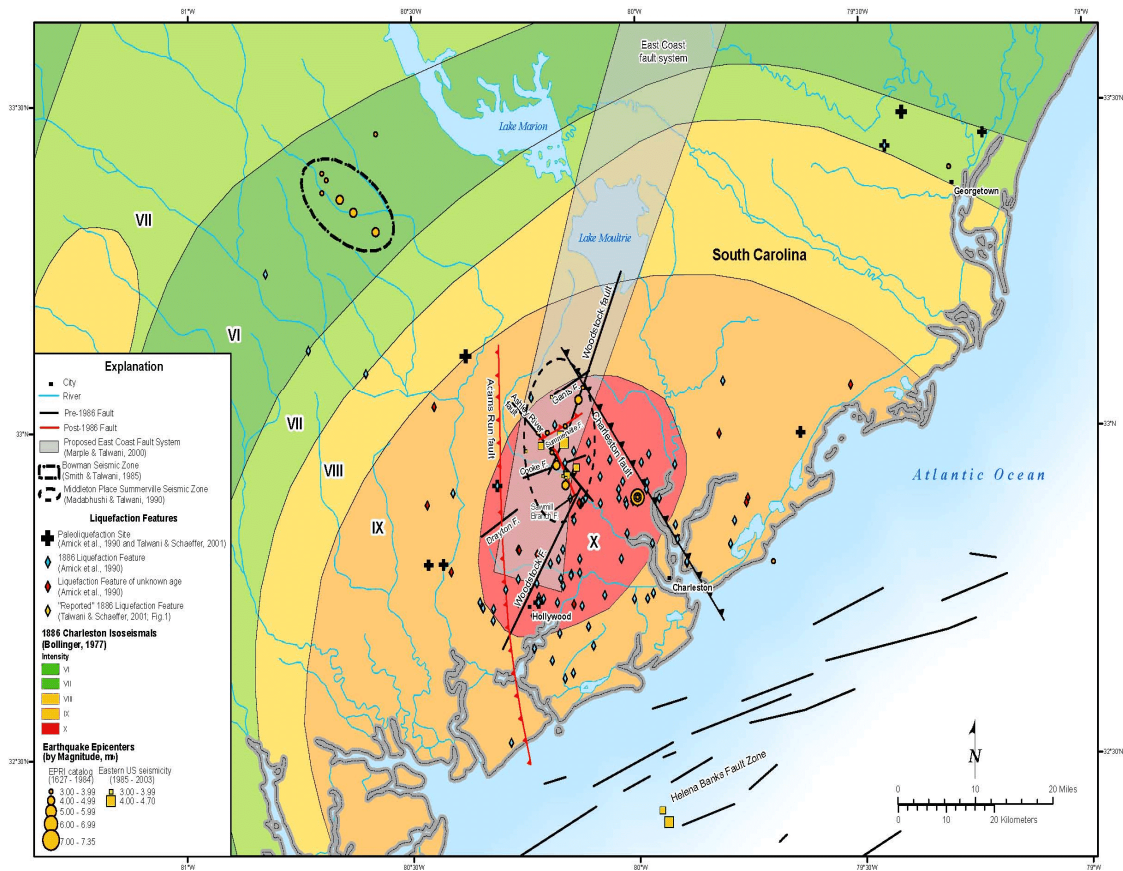 81°W
80°30'W
80°W
79°30'W
79°W
33°30'N
33°30'N
East Coast
fault system
Lake Marion
Georgetown
VII
Lake Moultrie
South Carolina
VI
Woodstock fault
Explanation
City
River
Pre-1986 Fault
Post-1986 Fault
Proposed East Coast Fault System
(Marple & Talwani, 2000)
Bowman Seismic Zone
(Smith & Talwani, 1985)
Middleton Place Summerville Seismic Zone
(Madabhushi & Talwani, 1990)
Liquefaction Features
Paleoliquefaction Site
(Amick et al., 1990 and Talwani & Schaeffer, 2001)
1886 Liquefaction Feature
(Amick et al., 1990)
Liquefaction Feature of unknown age
(Amick et al., 1990)
"Reported" 1886 Liquefaction Feature
(Talwani & Schaeffer, 2001, Fig.1)
1886 Charleston Isoseismals
(Bollinger, 1977)
Intensity
VI
VII
VIII
IX
X
Earthquake Epicenters
(by Magnitude, mb)
EPRI catalog
(1627 - 1984)
3.00 - 3.99
4.00 - 4.99
5.00 - 5.99
6.00 - 6.99
7.00 - 7.35
Eastern US seismicity
(1985 - 2003)
3.00 - 3.99
4.00 - 4.70
VII
VIII
IX
X
Adams Run fault
Ashley River
fault
Gants F.
Summerville F.
Charleston fault
Cooke F.
Sawmill
Branch F.
Drayton F.
Woodstock F.
Hollywood
Charleston
33°N
33°N
Atlantic Ocean
Helena Banks Fault Zone
N
0
10
20 Miles
0
10
20 Kilometers
32°30'N
32°30'N
81°W
80°30'W
80°W
79°30'W
79°W